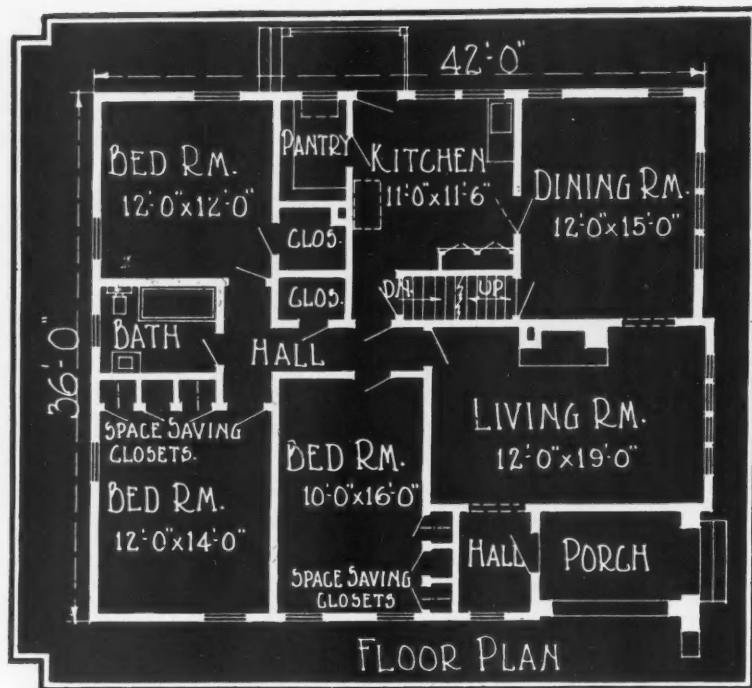 42'-0"
BED RM.
12'-0"x12'-0"
PANTRY
KITCHEN
11'-0"x11'-6"
DINING RM.
12'-0"x15'-0"
CLOS.
CLOS.
DN.
UP
BATH
HALL
36'-0"
SPACE SAVING
CLOSETS.
BED RM.
12'-0"x14'-0"
BED RM.
10'-0"x16'-0"
LIVING RM.
12'-0"x19'-0"
SPACE SAVING
CLOSETS
HALL
PORCH
FLOOR PLAN